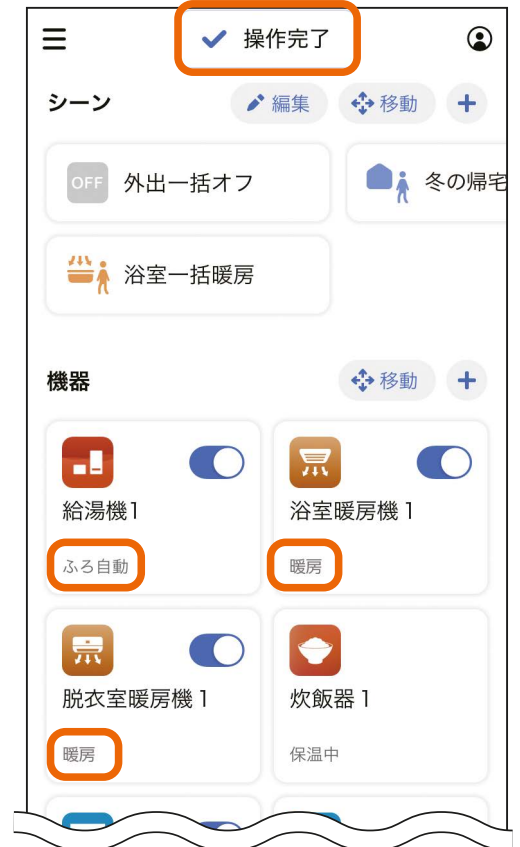 操作完了
シーン
編集
移動
OFF 外出一括オフ
冬の帰宅
浴室一括暖房
機器
移動
給湯機1
ふろ自動
浴室暖房機 1
暖房
脱衣室暖房機 1
暖房
炊飯器 1
保温中